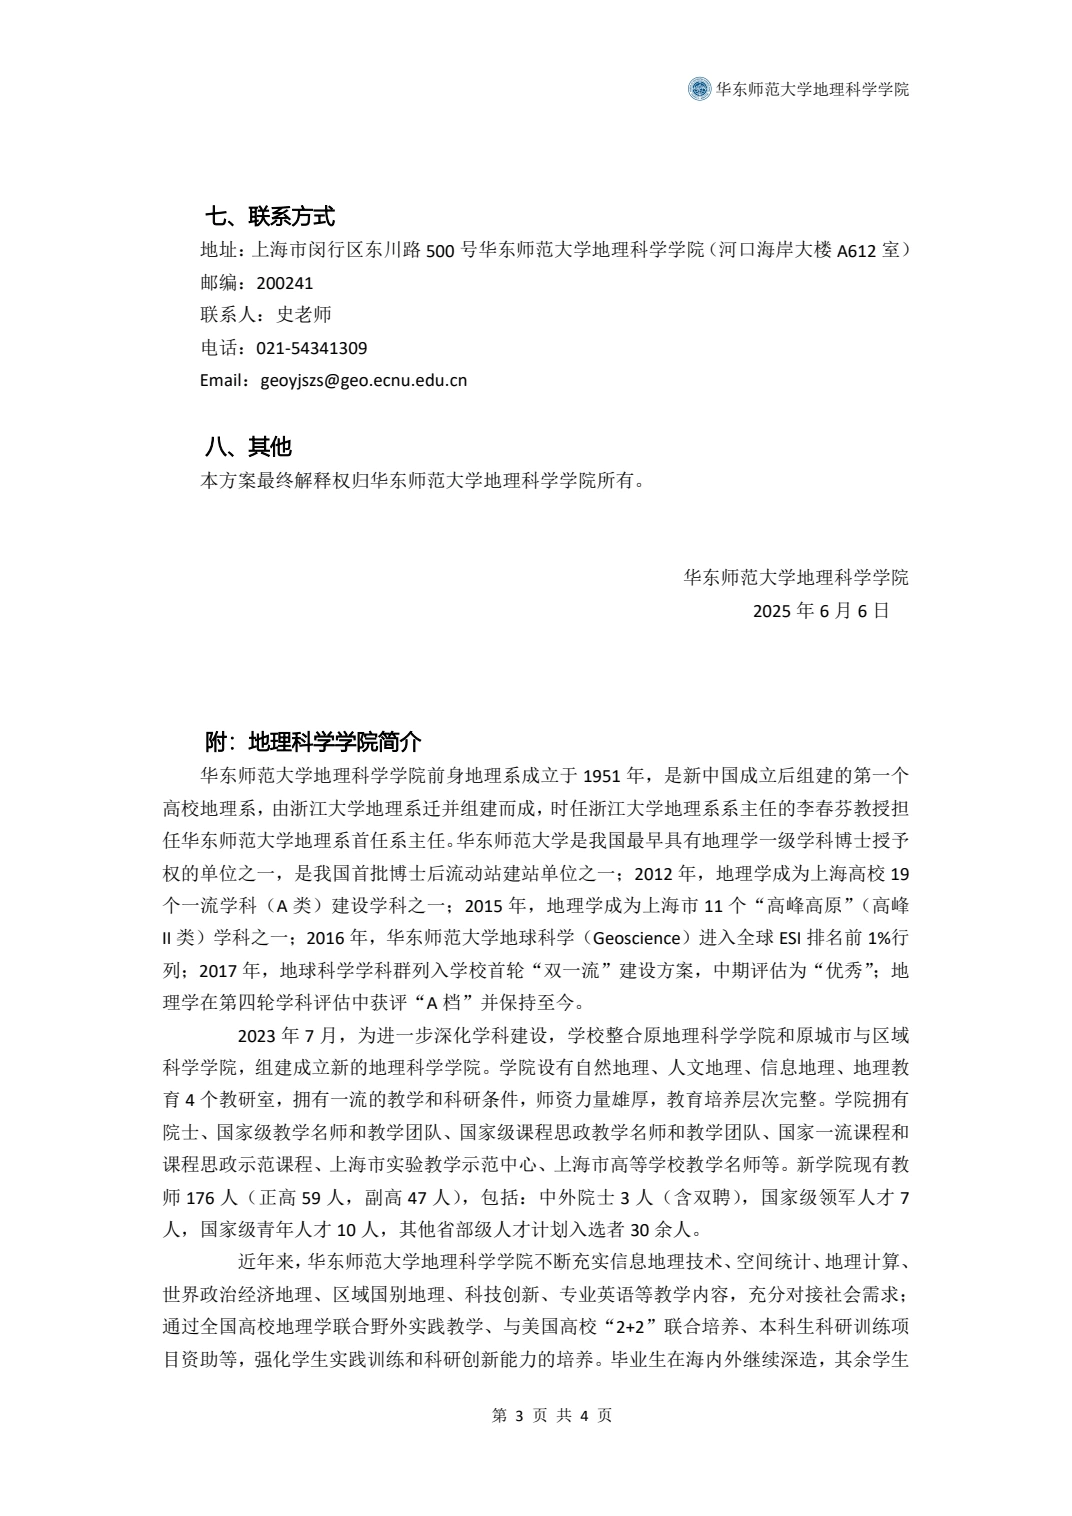 华东师范大学地理科学学院
七、联系方式
地址：上海市闵行区东川路 500 号华东师范大学地理科学学院（河口海岸大楼 A612 室）
邮编：200241
联系人：史老师
电话：021-54341309
Email：geoyjszs@geo.ecnu.edu.cn
八、其他
本方案最终解释权归华东师范大学地理科学学院所有。
华东师范大学地理科学学院
2025 年 6 月 6 日
附：地理科学学院简介
华东师范大学地理科学学院前身地理系成立于 1951 年，是新中国成立后组建的第一个
高校地理系，由浙江大学地理系迁并组建而成，时任浙江大学地理系系主任的李春芬教授担
任华东师范大学地理系首任系主任。华东师范大学是我国最早具有地理学一级学科博士授予
权的单位之一，是我国首批博士后流动站建站单位之一；2012 年，地理学成为上海高校 19
个一流学科（A 类）建设学科之一；2015 年，地理学成为上海市 11 个“高峰高原”（高峰
II 类）学科之一；2016 年，华东师范大学地球科学（Geoscience）进入全球 ESI 排名前 1%行
列；2017 年，地球科学学科群列入学校首轮“双一流”建设方案，中期评估为“优秀”；地
理学在第四轮学科评估中获评“A 档”并保持至今。
2023 年 7 月，为进一步深化学科建设，学校整合原地理科学学院和原城市与区域
科学学院，组建成立新的地理科学学院。学院设有自然地理、人文地理、信息地理、地理教
育 4 个教研室，拥有一流的教学和科研条件，师资力量雄厚，教育培养层次完整。学院拥有
院士、国家级教学名师和教学团队、国家级课程思政教学名师和教学团队、国家一流课程和
课程思政示范课程、上海市实验教学示范中心、上海市高等学校教学名师等。新学院现有教
师 176 人（正高 59 人，副高 47 人），包括：中外院士 3 人（含双聘），国家级领军人才 7
人，国家级青年人才 10 人，其他省部级人才计划入选者 30 余人。
近年来，华东师范大学地理科学学院不断充实信息地理技术、空间统计、地理计算、
世界政治经济地理、区域国别地理、科技创新、专业英语等教学内容，充分对接社会需求；
通过全国高校地理学联合野外实践教学、与美国高校“2+2”联合培养、本科生科研训练项
目资助等，强化学生实践训练和科研创新能力的培养。毕业生在海内外继续深造，其余学生
第 3 页 共 4 页